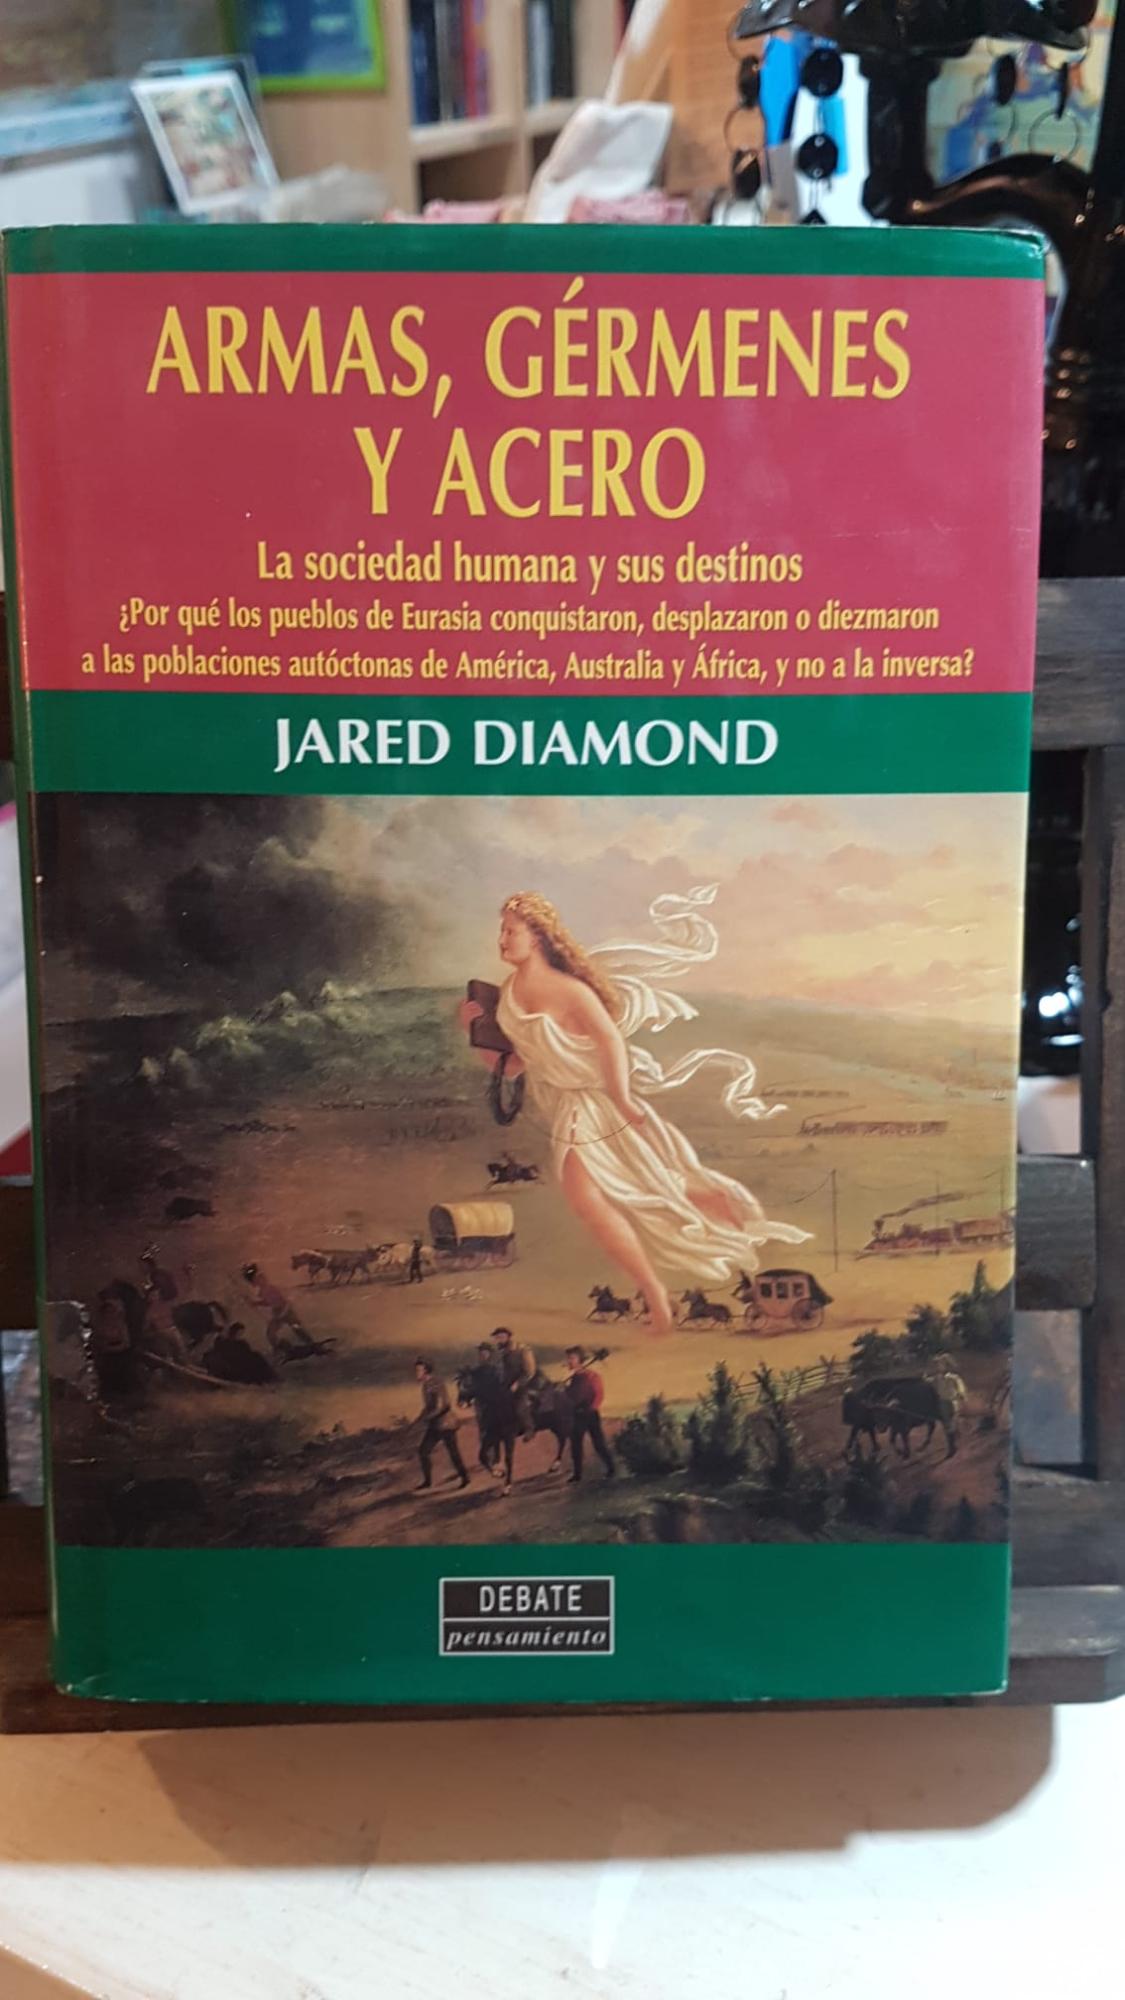 ARMAS, GÉRMENES
Y ACERO
La sociedad humana y sus destinos
¿Por qué los pueblos de Eurasia conquistaron, desplazaron o diezmaron
a las poblaciones autóctonas de América, Australia y África, y no a la inversa?
JARED DIAMOND
DEBATE
pensamiento